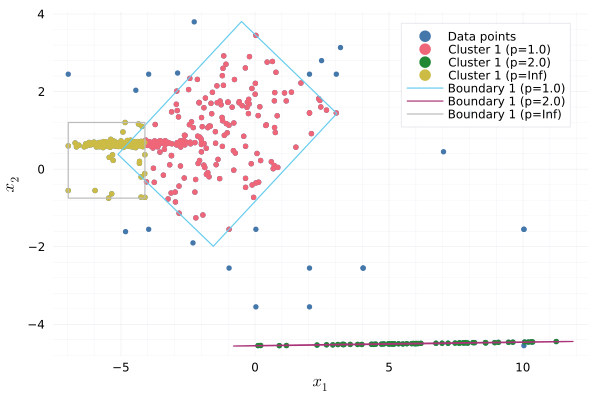 4
2
0
−2
−4
x2
−5
0
5
10
x1
Data points
Cluster 1 (p=1.0)
Cluster 1 (p=2.0)
Cluster 1 (p=Inf)
Boundary 1 (p=1.0)
Boundary 1 (p=2.0)
Boundary 1 (p=Inf)